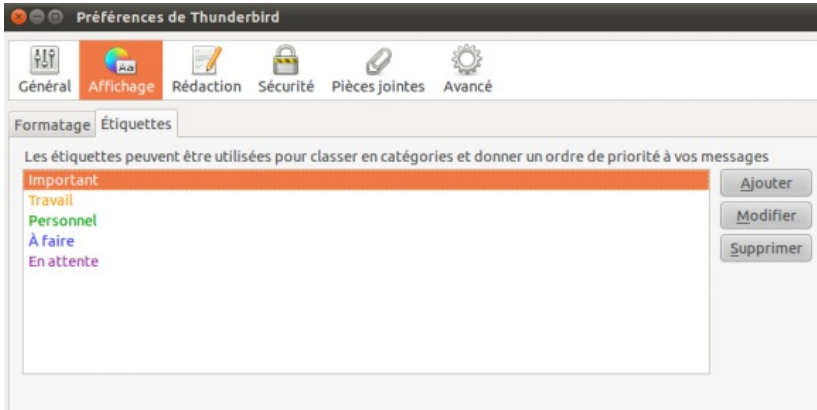 Préférences de Thunderbird
Général Affichage Rédaction Sécurité Pièces jointes Avancé
Formatage Étiquettes
Les étiquettes peuvent être utilisées pour classer en catégories et donner un ordre de priorité à vos messages
Important
Travail
Personnel
À faire
En attente
Ajouter
Modifier
Supprimer